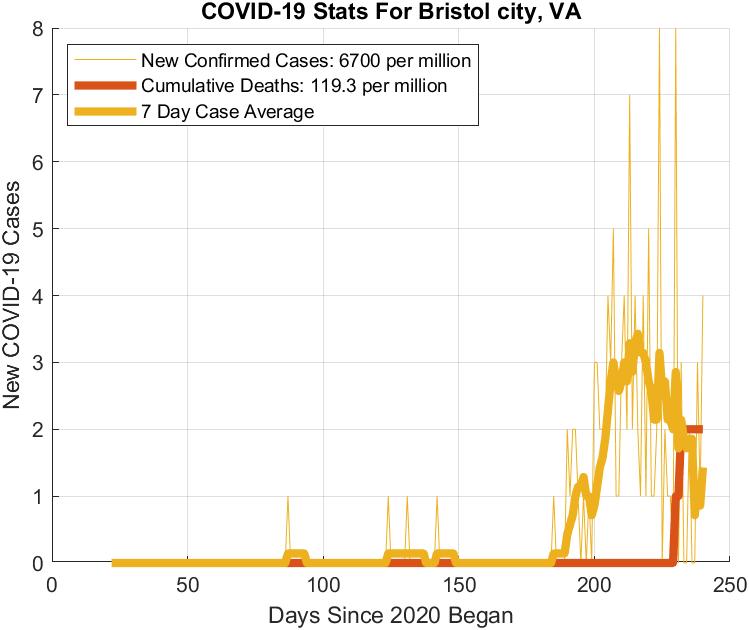 COVID-19 Stats For Bristol city, VA
New Confirmed Cases: 6700 per million
Cumulative Deaths: 119.3 per million
7 Day Case Average
New COVID-19 Cases
8
7
6
5
4
3
2
1
0
0 50 100 150 200 250
Days Since 2020 Began